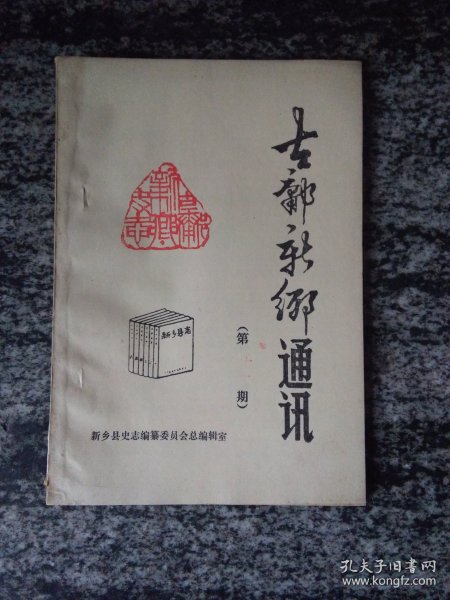 古鄘新乡通讯
（第　期）
新乡县志
新乡县史志编纂委员会总编辑室
孔夫子旧书网
www.kongfz.com